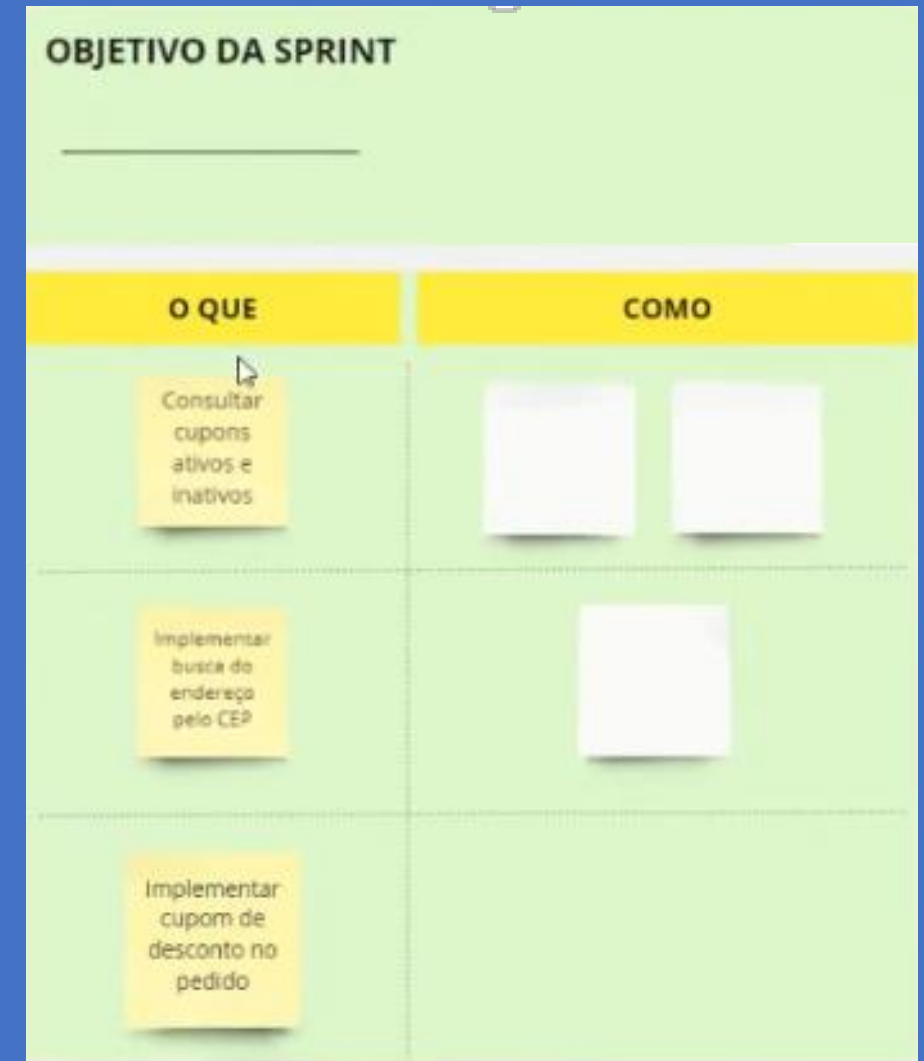 OBJETIVO DA SPRINT
O QUE
COMO
Consultar
cupons
ativos e
inativos
Implementar
busca do
endereço
pelo CEP
Implementar
cupom de
desconto no
pedido